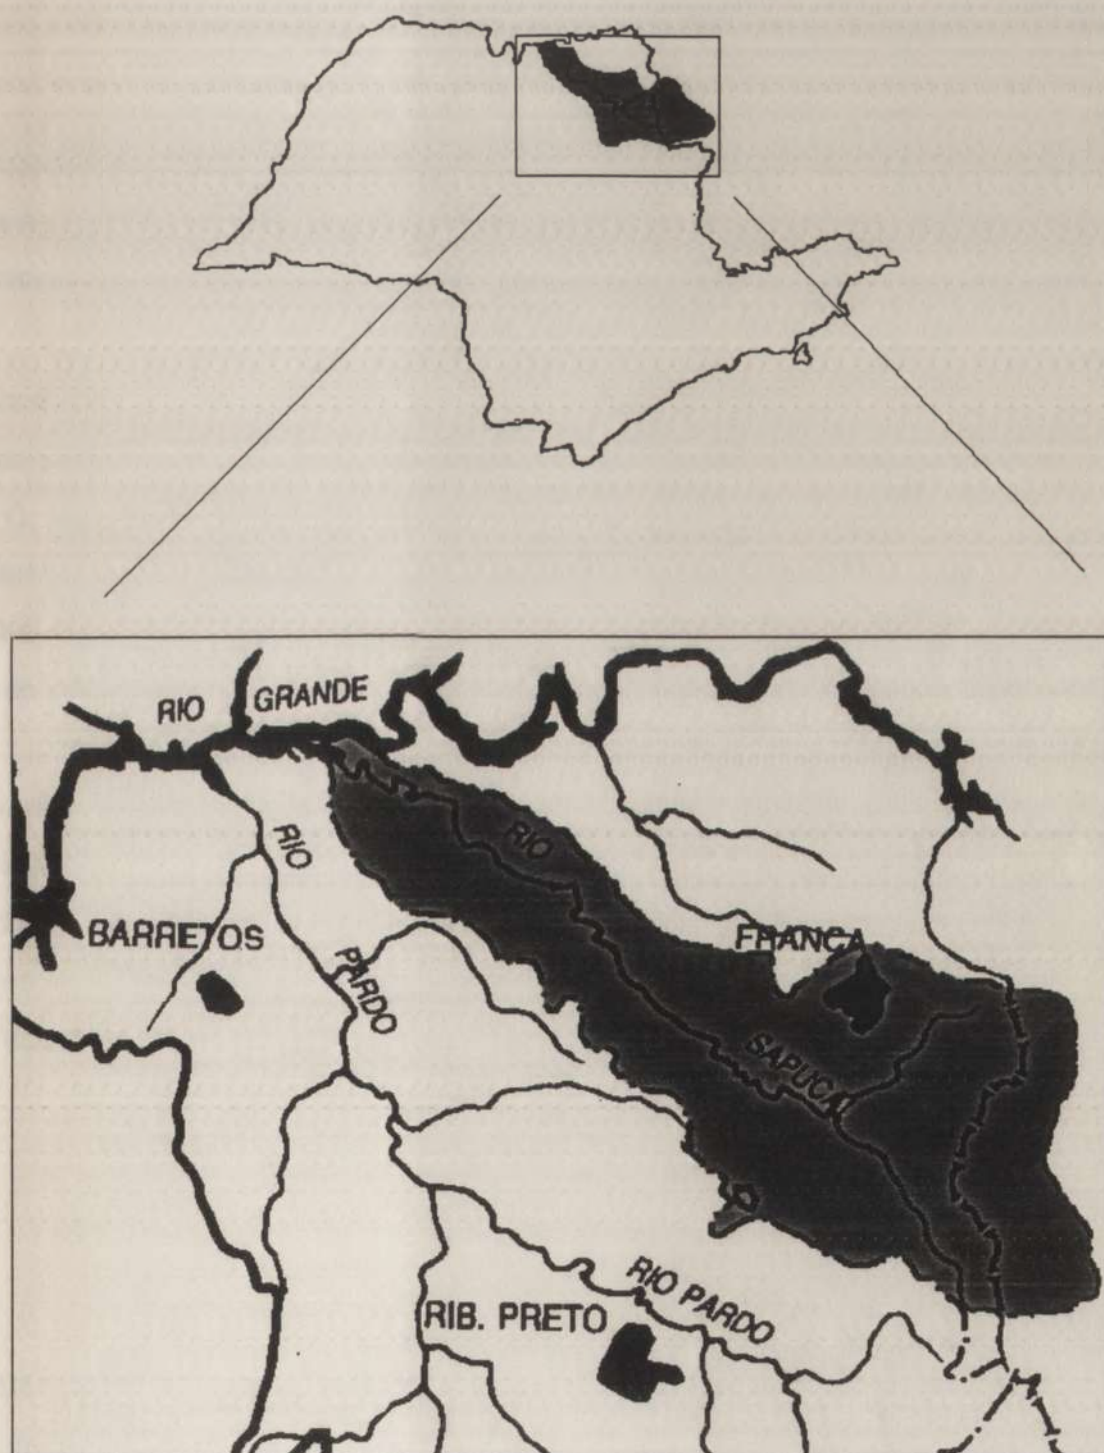 RIO GRANDE
RIO
RIO
BARRETOS
FRANCA
PARDO
SAPUCAÍ
RIO PARDO
RIB. PRETO